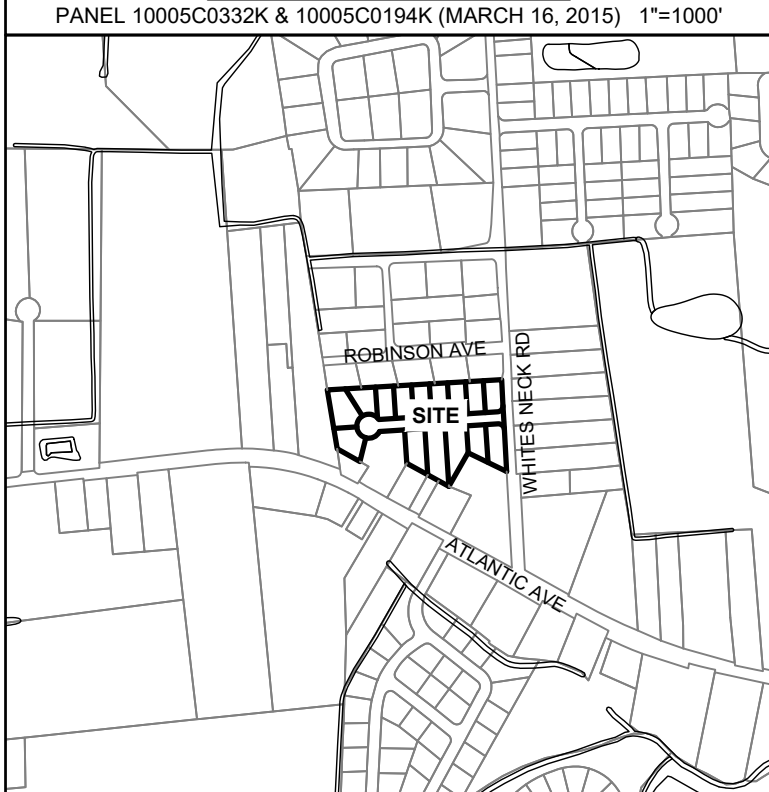 PANEL 10005C0332K & 10005C0194K (MARCH 16, 2015) 1"=1000'
ROBINSON AVE
WHITES NECK RD
SITE
ATLANTIC AVE